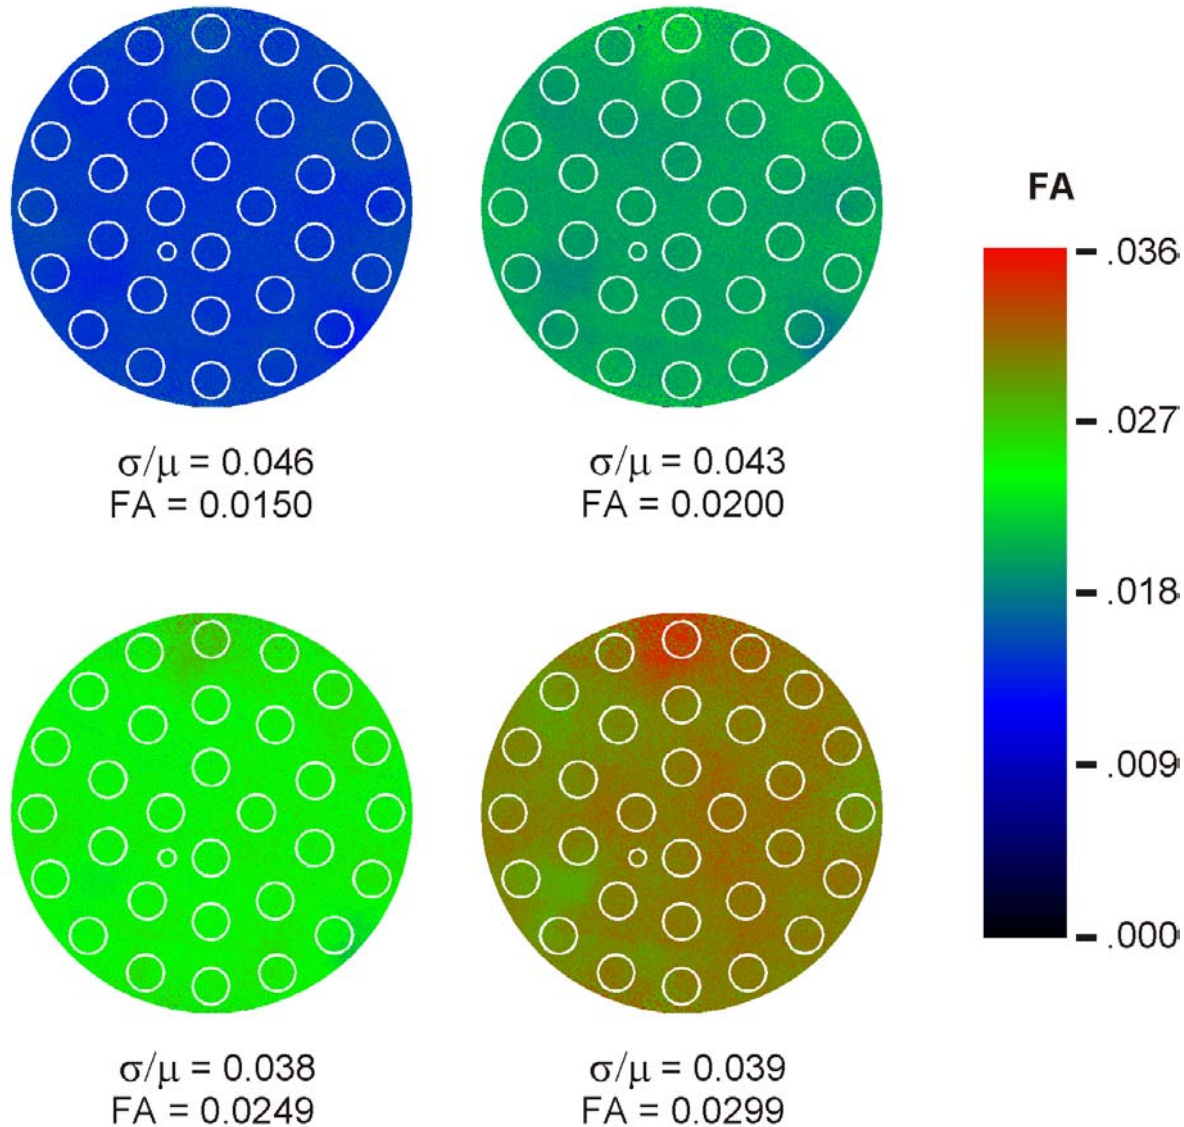 FA
.036
.027
.018
.009
.000
σ/μ = 0.046
FA = 0.0150
σ/μ = 0.043
FA = 0.0200
σ/μ = 0.038
FA = 0.0249
σ/μ = 0.039
FA = 0.0299